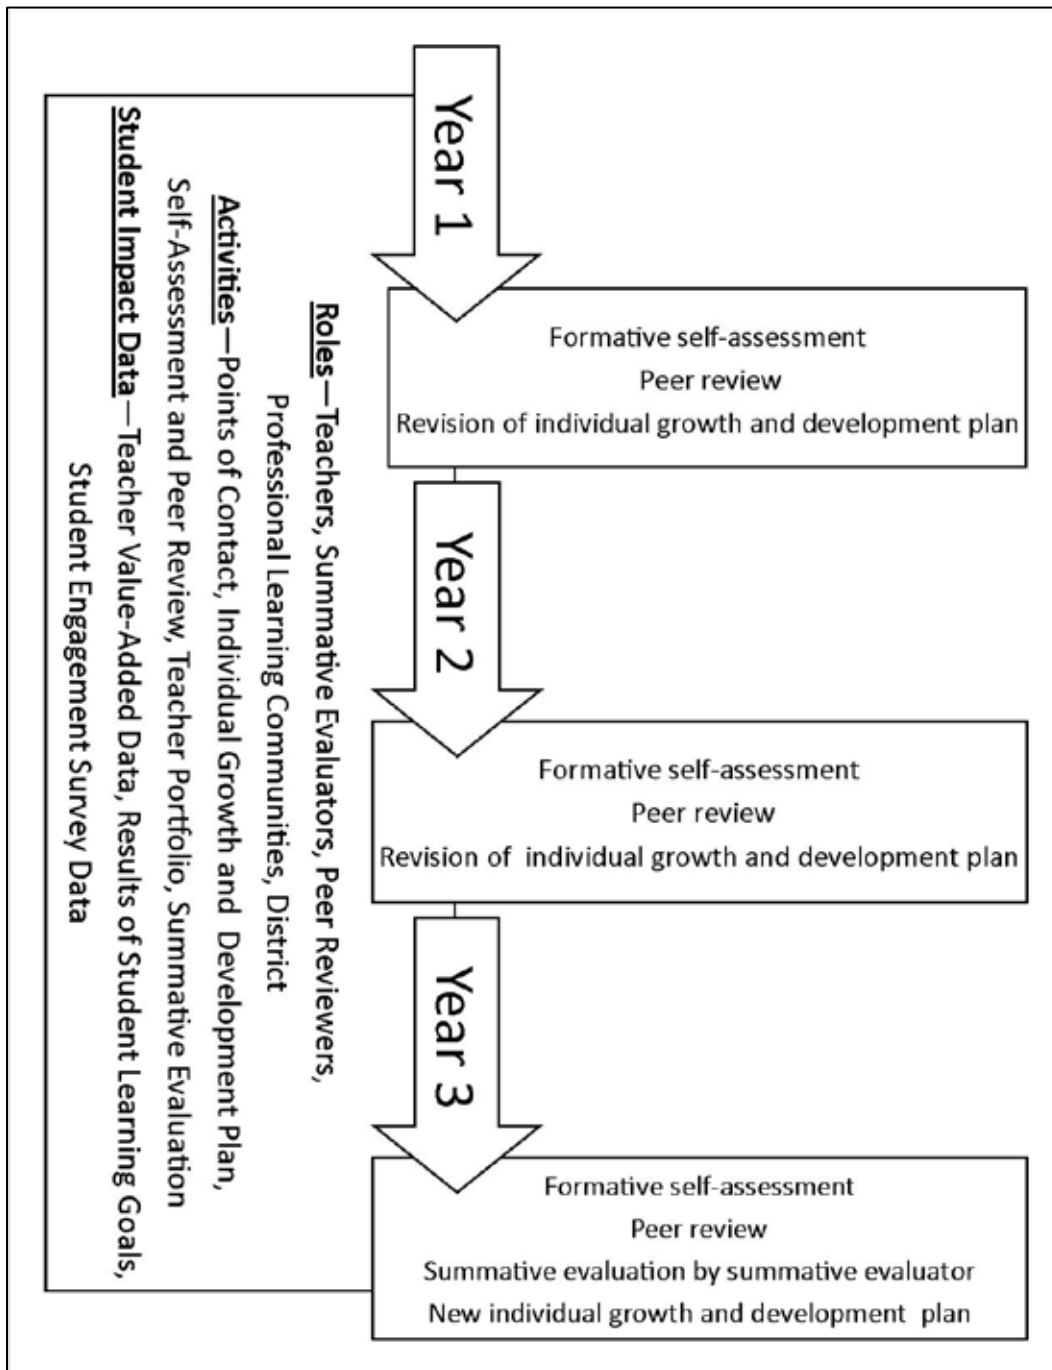 Year 1
Formative self-assessment
Peer review
Revision of individual growth and development plan
Year 2
Formative self-assessment
Peer review
Revision of individual growth and development plan
Year 3
Formative self-assessment
Peer review
Summative evaluation by summative evaluator
New individual growth and development plan
Roles—Teachers, Summative Evaluators, Peer Reviewers,
Professional Learning Communities, District
Activities—Points of Contact, Individual Growth and Development Plan,
Self-Assessment and Peer Review, Teacher Portfolio, Summative Evaluation
Student Impact Data—Teacher Value-Added Data, Results of Student Learning Goals,
Student Engagement Survey Data